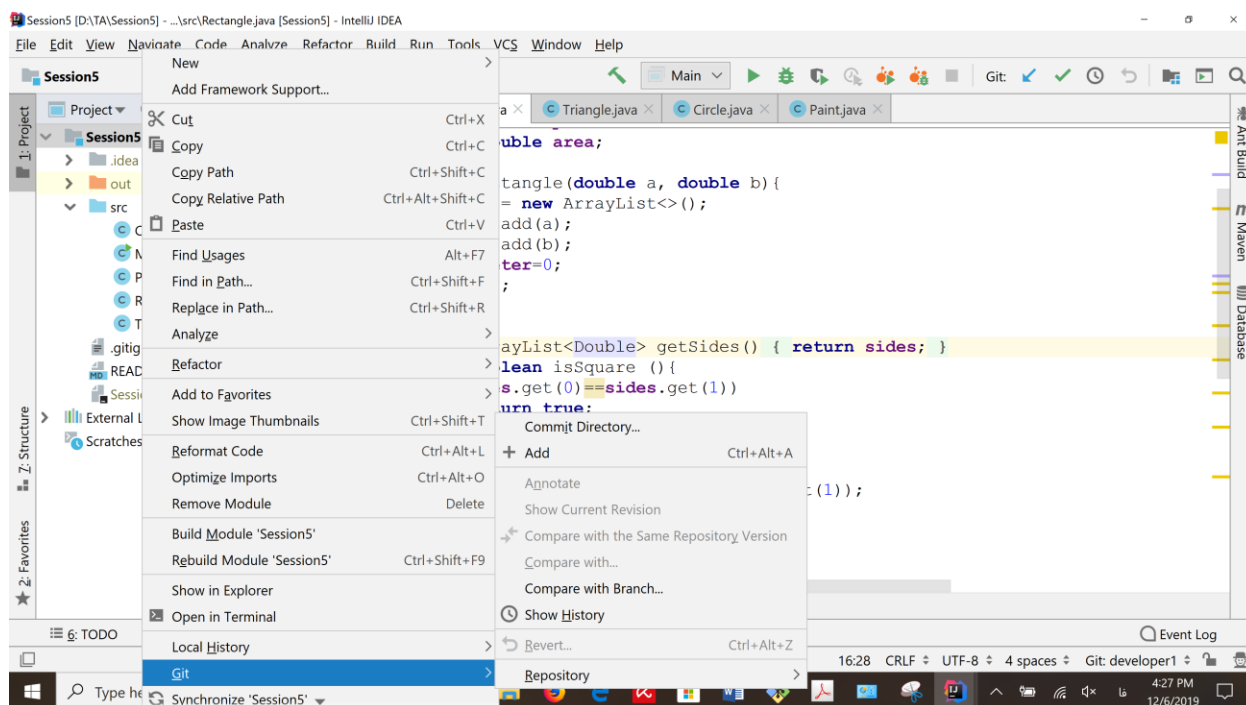 Session5 [D:\TA\Session5] - ...\src\Rectangle.java [Session5] - IntelliJ IDEA
File Edit View Navigate Code Analyze Refactor Build Run Tools VCS Window Help
Session5
Main
Git:
1: Project
Z: Structure
2: Favorites
Project
Session5
.idea
out
src
C
C
C
P
C
R
C
T
.gitig
MD READ
Sessi
External L
Scratches
New
Add Framework Support...
Cut Ctrl+X
Copy Ctrl+C
Copy Path Ctrl+Shift+C
Copy Relative Path Ctrl+Alt+Shift+C
Paste Ctrl+V
Find Usages Alt+F7
Find in Path... Ctrl+Shift+F
Replace in Path... Ctrl+Shift+R
Analyze
Refactor
Add to Favorites
Show Image Thumbnails Ctrl+Shift+T
Reformat Code Ctrl+Alt+L
Optimize Imports Ctrl+Alt+O
Remove Module Delete
Build Module 'Session5'
Rebuild Module 'Session5' Ctrl+Shift+F9
Show in Explorer
Open in Terminal
Local History
Git
Synchronize 'Session5'
a C Triangle.java C Circle.java C Paint.java
uble area;
tangle(double a, double b){
= new ArrayList<>();
add(a);
add(b);
ter=0;
;
ayList<Double> getSides() { return sides; }
lean isSquare (){
s.get(0)==sides.get(1))
urn true;
t(1));
Commit Directory...
Add Ctrl+Alt+A
Annotate
Show Current Revision
Compare with the Same Repository Version
Compare with...
Compare with Branch...
Show History
Revert... Ctrl+Alt+Z
Repository
Ant Build
m Maven
Database
6: TODO
Event Log
16:28 CRLF UTF-8 4 spaces Git: developer1
Type he
فا
4:27 PM
12/6/2019